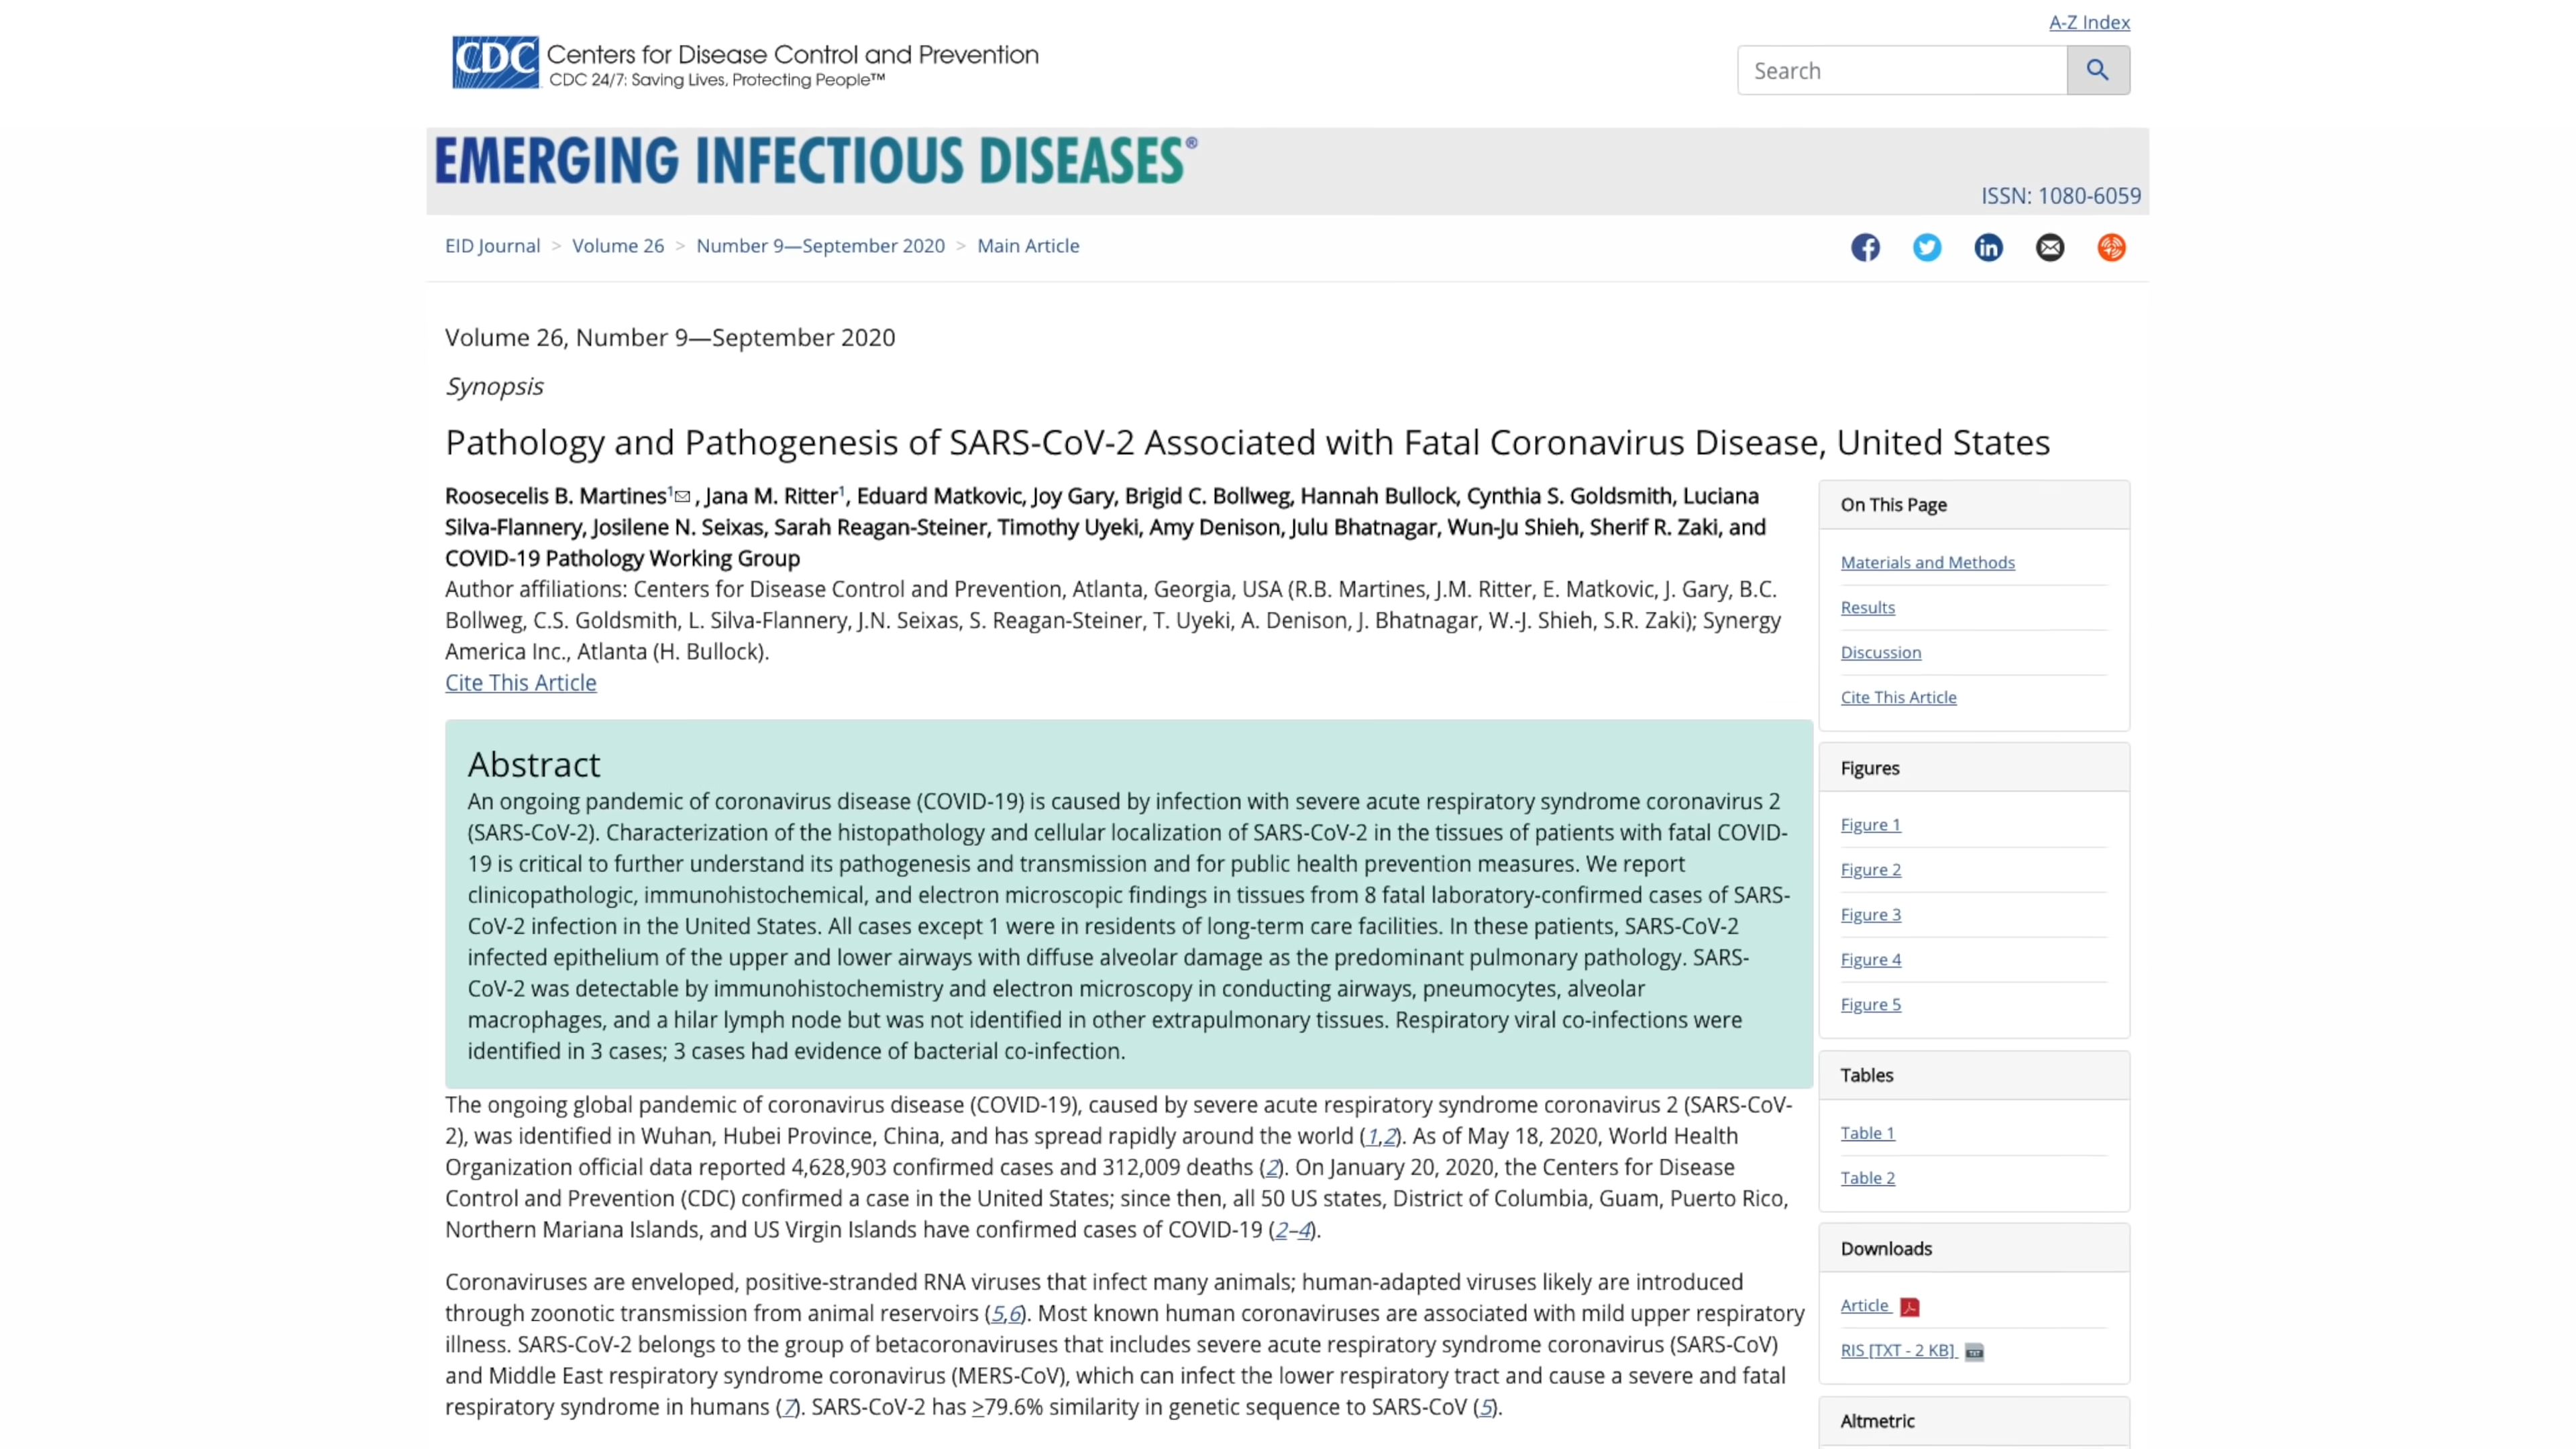 A-Z Index
CDC Centers for Disease Control and Prevention
CDC 24/7: Saving Lives, Protecting People™
Search
EMERGING INFECTIOUS DISEASES®
ISSN: 1080-6059
EID Journal > Volume 26 > Number 9—September 2020 > Main Article
Volume 26, Number 9—September 2020
Synopsis
Pathology and Pathogenesis of SARS-CoV-2 Associated with Fatal Coronavirus Disease, United States
Roosecelis B. Martines1 , Jana M. Ritter1, Eduard Matkovic, Joy Gary, Brigid C. Bollweg, Hannah Bullock, Cynthia S. Goldsmith, Luciana
Silva-Flannery, Josilene N. Seixas, Sarah Reagan-Steiner, Timothy Uyeki, Amy Denison, Julu Bhatnagar, Wun-Ju Shieh, Sherif R. Zaki, and
COVID-19 Pathology Working Group
Author affiliations: Centers for Disease Control and Prevention, Atlanta, Georgia, USA (R.B. Martines, J.M. Ritter, E. Matkovic, J. Gary, B.C.
Bollweg, C.S. Goldsmith, L. Silva-Flannery, J.N. Seixas, S. Reagan-Steiner, T. Uyeki, A. Denison, J. Bhatnagar, W.-J. Shieh, S.R. Zaki); Synergy
America Inc., Atlanta (H. Bullock).
Cite This Article
Abstract
An ongoing pandemic of coronavirus disease (COVID-19) is caused by infection with severe acute respiratory syndrome coronavirus 2
(SARS-CoV-2). Characterization of the histopathology and cellular localization of SARS-CoV-2 in the tissues of patients with fatal COVID-
19 is critical to further understand its pathogenesis and transmission and for public health prevention measures. We report
clinicopathologic, immunohistochemical, and electron microscopic findings in tissues from 8 fatal laboratory-confirmed cases of SARS-
CoV-2 infection in the United States. All cases except 1 were in residents of long-term care facilities. In these patients, SARS-CoV-2
infected epithelium of the upper and lower airways with diffuse alveolar damage as the predominant pulmonary pathology. SARS-
CoV-2 was detectable by immunohistochemistry and electron microscopy in conducting airways, pneumocytes, alveolar
macrophages, and a hilar lymph node but was not identified in other extrapulmonary tissues. Respiratory viral co-infections were
identified in 3 cases; 3 cases had evidence of bacterial co-infection.
The ongoing global pandemic of coronavirus disease (COVID-19), caused by severe acute respiratory syndrome coronavirus 2 (SARS-CoV-
2), was identified in Wuhan, Hubei Province, China, and has spread rapidly around the world (1,2). As of May 18, 2020, World Health
Organization official data reported 4,628,903 confirmed cases and 312,009 deaths (2). On January 20, 2020, the Centers for Disease
Control and Prevention (CDC) confirmed a case in the United States; since then, all 50 US states, District of Columbia, Guam, Puerto Rico,
Northern Mariana Islands, and US Virgin Islands have confirmed cases of COVID-19 (2–4).
Coronaviruses are enveloped, positive-stranded RNA viruses that infect many animals; human-adapted viruses likely are introduced
through zoonotic transmission from animal reservoirs (5,6). Most known human coronaviruses are associated with mild upper respiratory
illness. SARS-CoV-2 belongs to the group of betacoronaviruses that includes severe acute respiratory syndrome coronavirus (SARS-CoV)
and Middle East respiratory syndrome coronavirus (MERS-CoV), which can infect the lower respiratory tract and cause a severe and fatal
respiratory syndrome in humans (7). SARS-CoV-2 has ≥79.6% similarity in genetic sequence to SARS-CoV (5).
On This Page
Materials and Methods
Results
Discussion
Cite This Article
Figures
Figure 1
Figure 2
Figure 3
Figure 4
Figure 5
Tables
Table 1
Table 2
Downloads
Article
RIS [TXT - 2 KB]
Altmetric